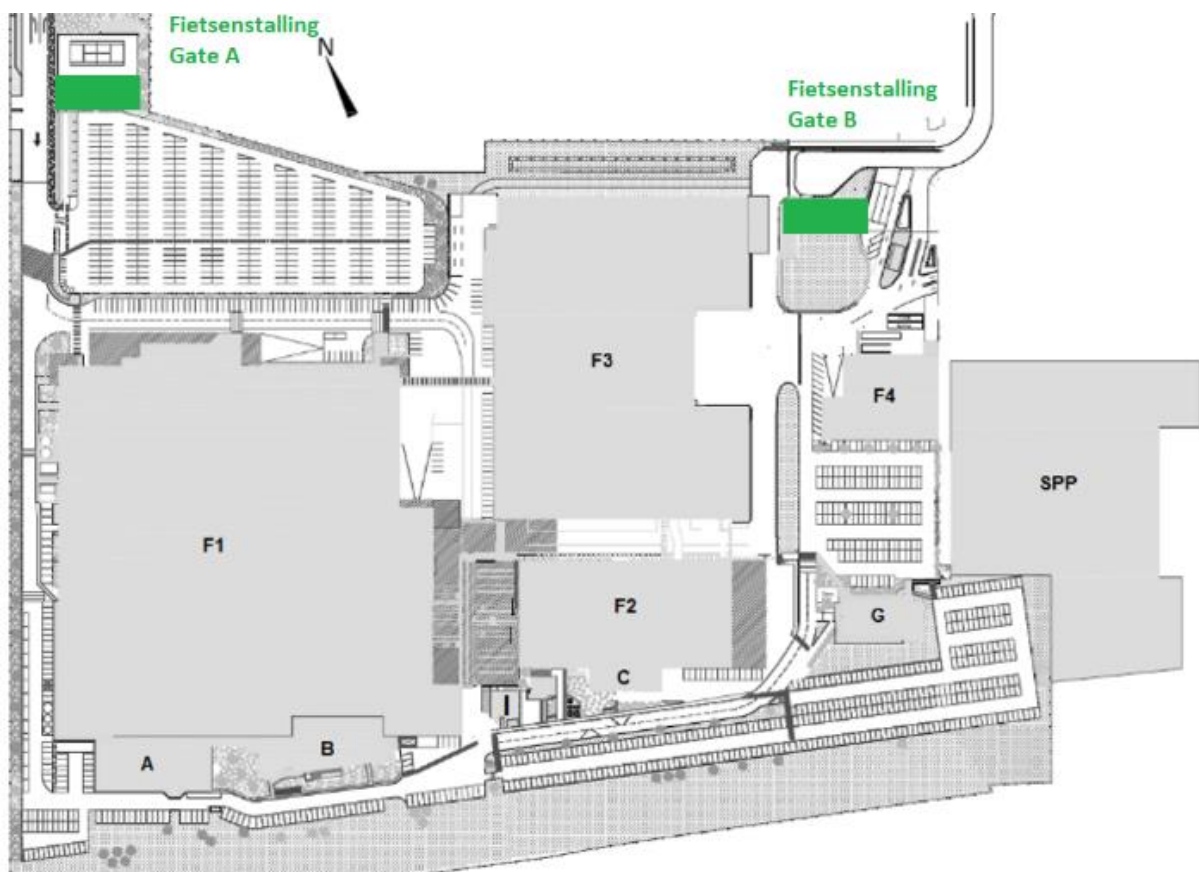 Fietsenstalling
Gate A
N
Fietsenstalling
Gate B
F3
F4
SPP
F1
F2
G
C
B
A